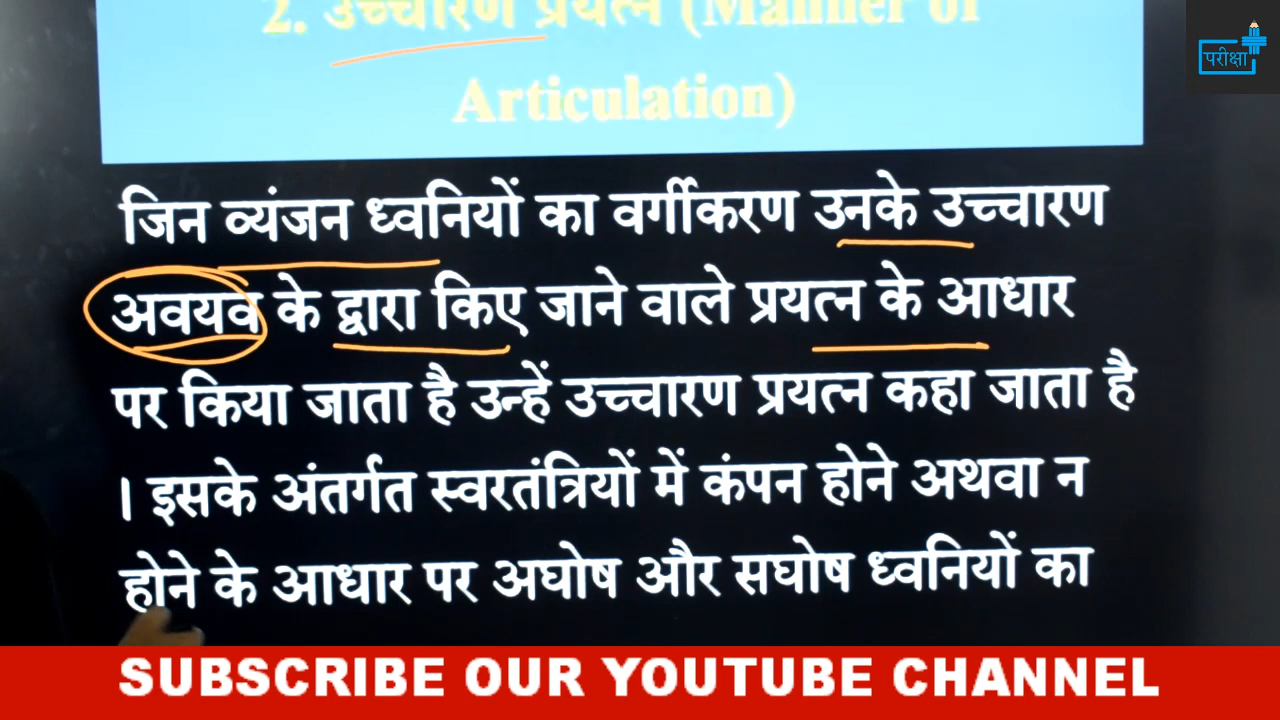 2. उच्चारण प्रयत्न (Manner of
Articulation)
परीक्षा
जिन व्यंजन ध्वनियों का वर्गीकरण उनके उच्चारण
अवयव के द्वारा किए जाने वाले प्रयत्न के आधार
पर किया जाता है उन्हें उच्चारण प्रयत्न कहा जाता है
। इसके अंतर्गत स्वरतंत्रियों में कंपन होने अथवा न
होने के आधार पर अघोष और सघोष ध्वनियों का
SUBSCRIBE OUR YOUTUBE CHANNEL